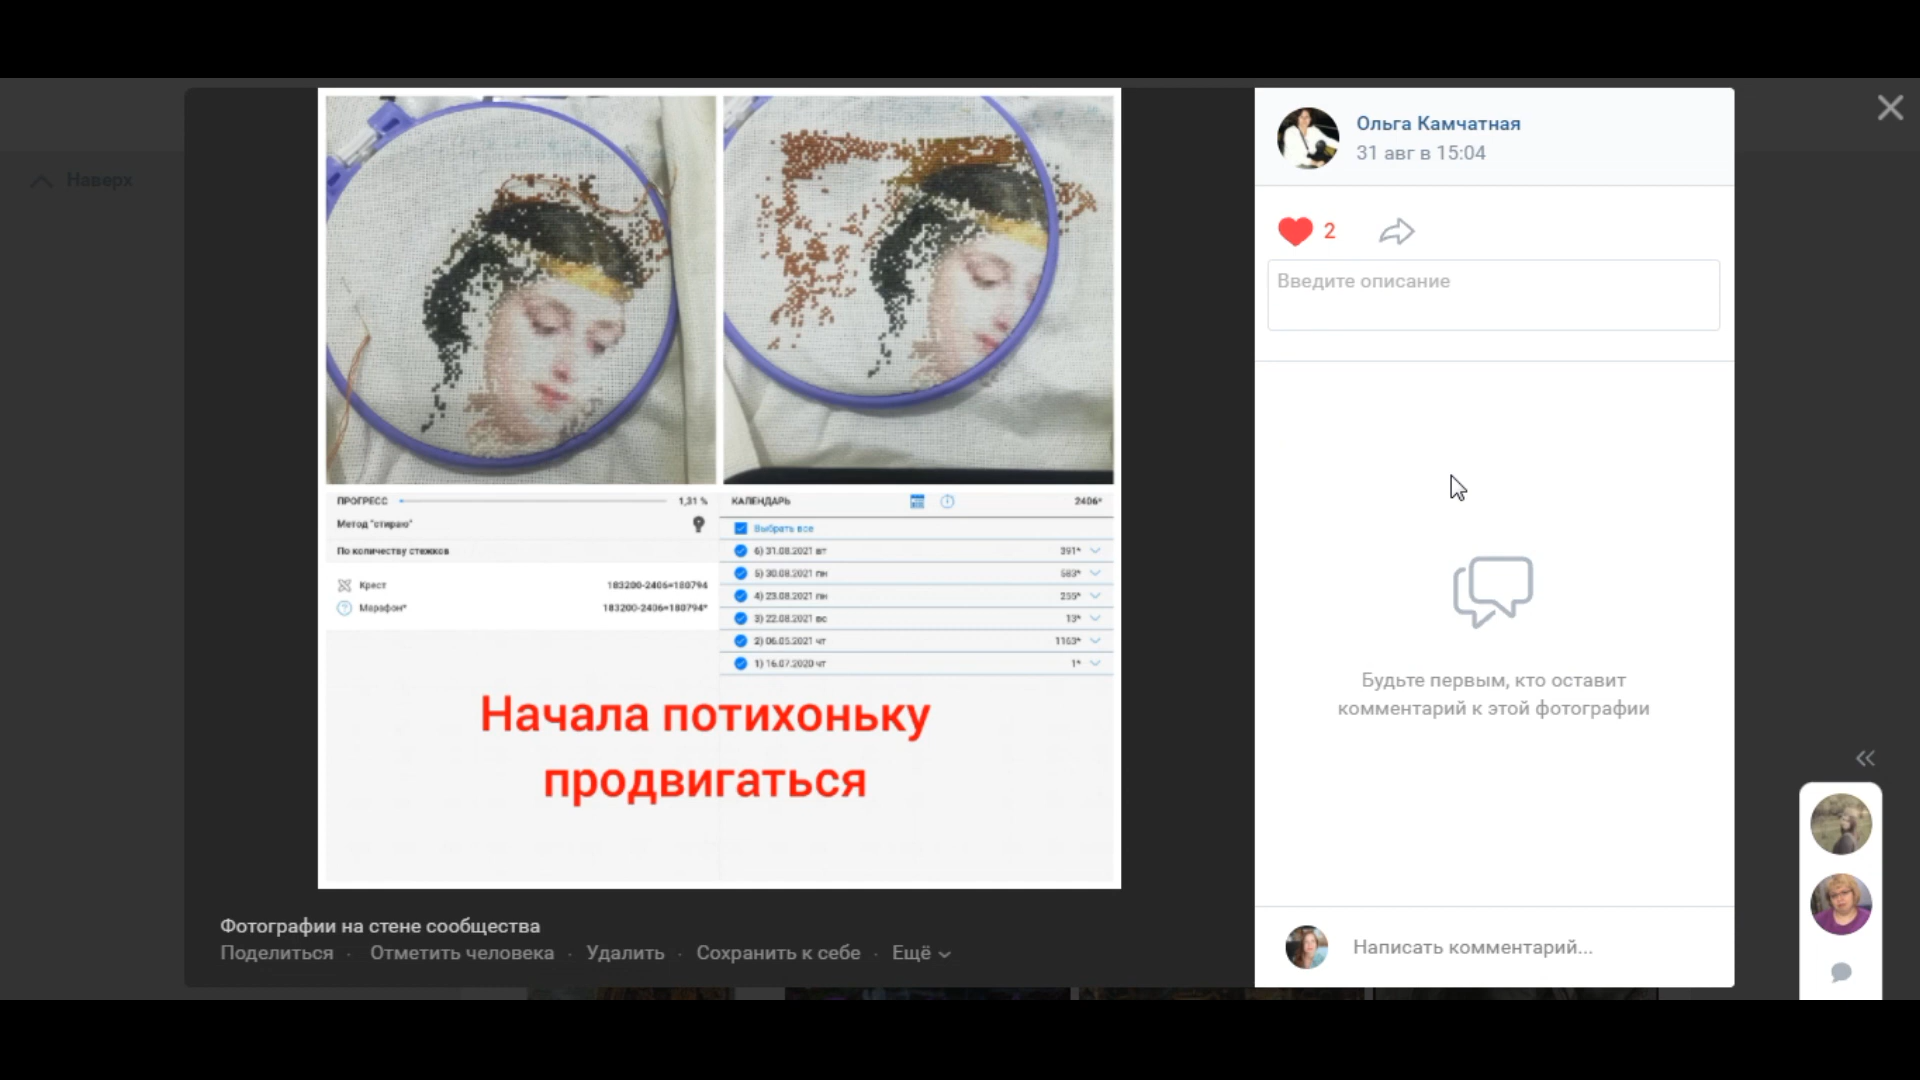 Наверх
ПРОГРЕСС 1,31 %
Метод "стираю"
По количеству стежков
Крест 183200-2406=180794
Марафон* 183200-2406=180794*
КАЛЕНДАРЬ 2406*
Выбрать все
6) 31.08.2021 вт 391*
5) 30.08.2021 пн 583*
4) 23.08.2021 пн 255*
3) 22.08.2021 вс 13*
2) 06.05.2021 чт 1163*
1) 16.07.2020 чт 1*
Начала потихоньку
продвигаться
Фотографии на стене сообщества
Поделиться · Отметить человека · Удалить · Сохранить к себе · Ещё
Ольга Камчатная
31 авг в 15:04
2
Введите описание
Будьте первым, кто оставит
комментарий к этой фотографии
Написать комментарий...